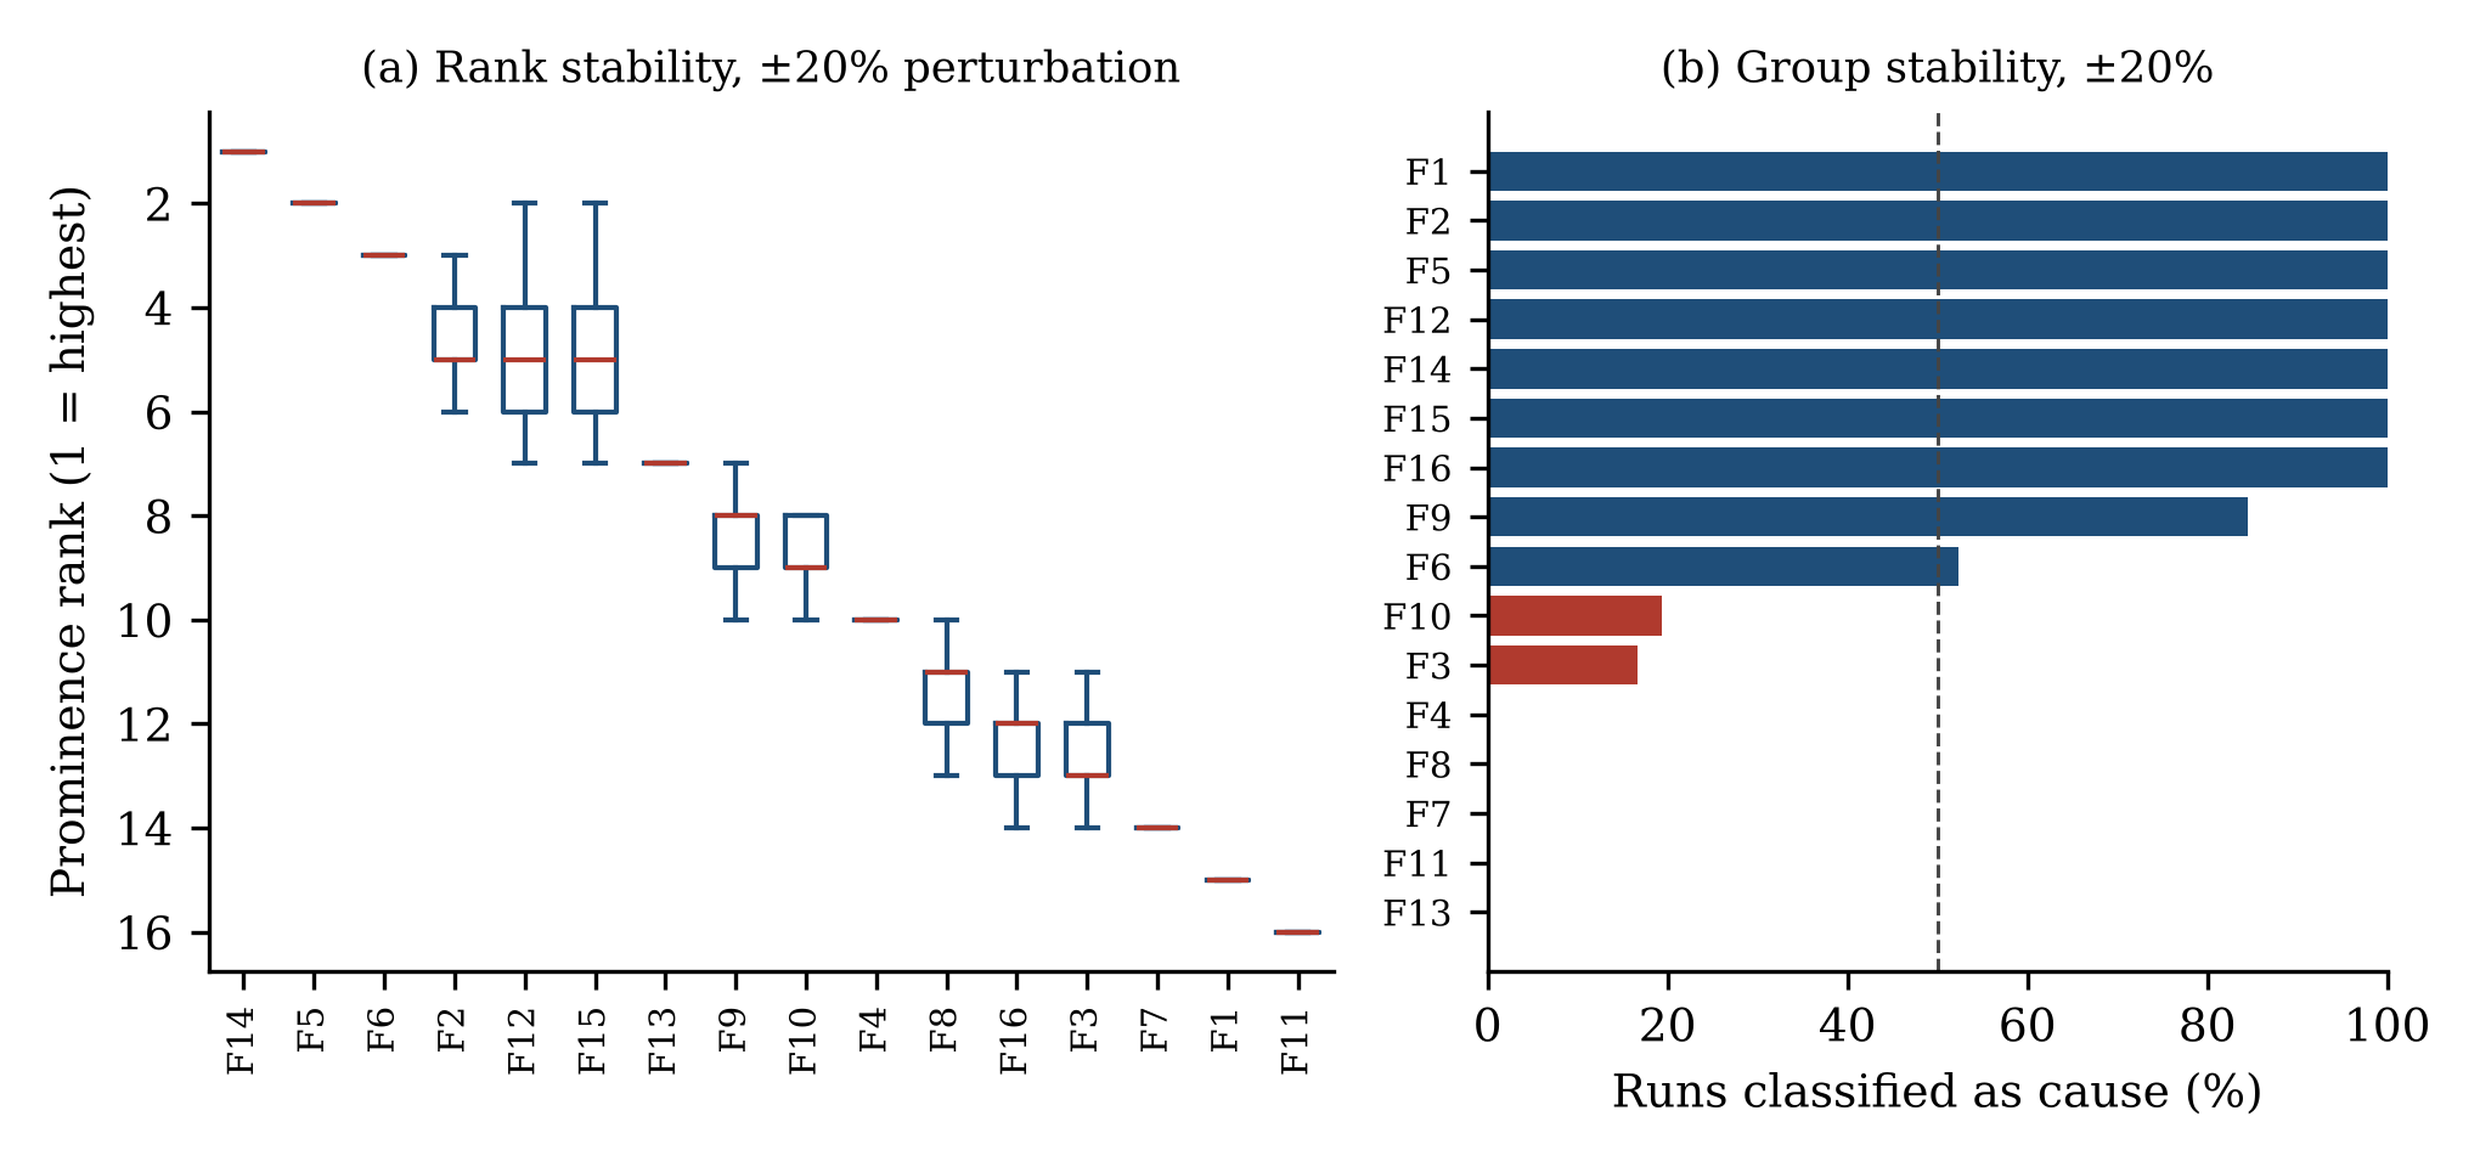 (a) Rank stability, ±20% perturbation
Prominence rank (1 = highest)
2
4
6
8
10
12
14
16
F14 F5 F6 F2 F12 F15 F13 F9 F10 F4 F8 F16 F3 F7 F1 F11
(b) Group stability, ±20%
F1
F2
F5
F12
F14
F15
F16
F9
F6
F10
F3
F4
F8
F7
F11
F13
0 20 40 60 80 100
Runs classified as cause (%)